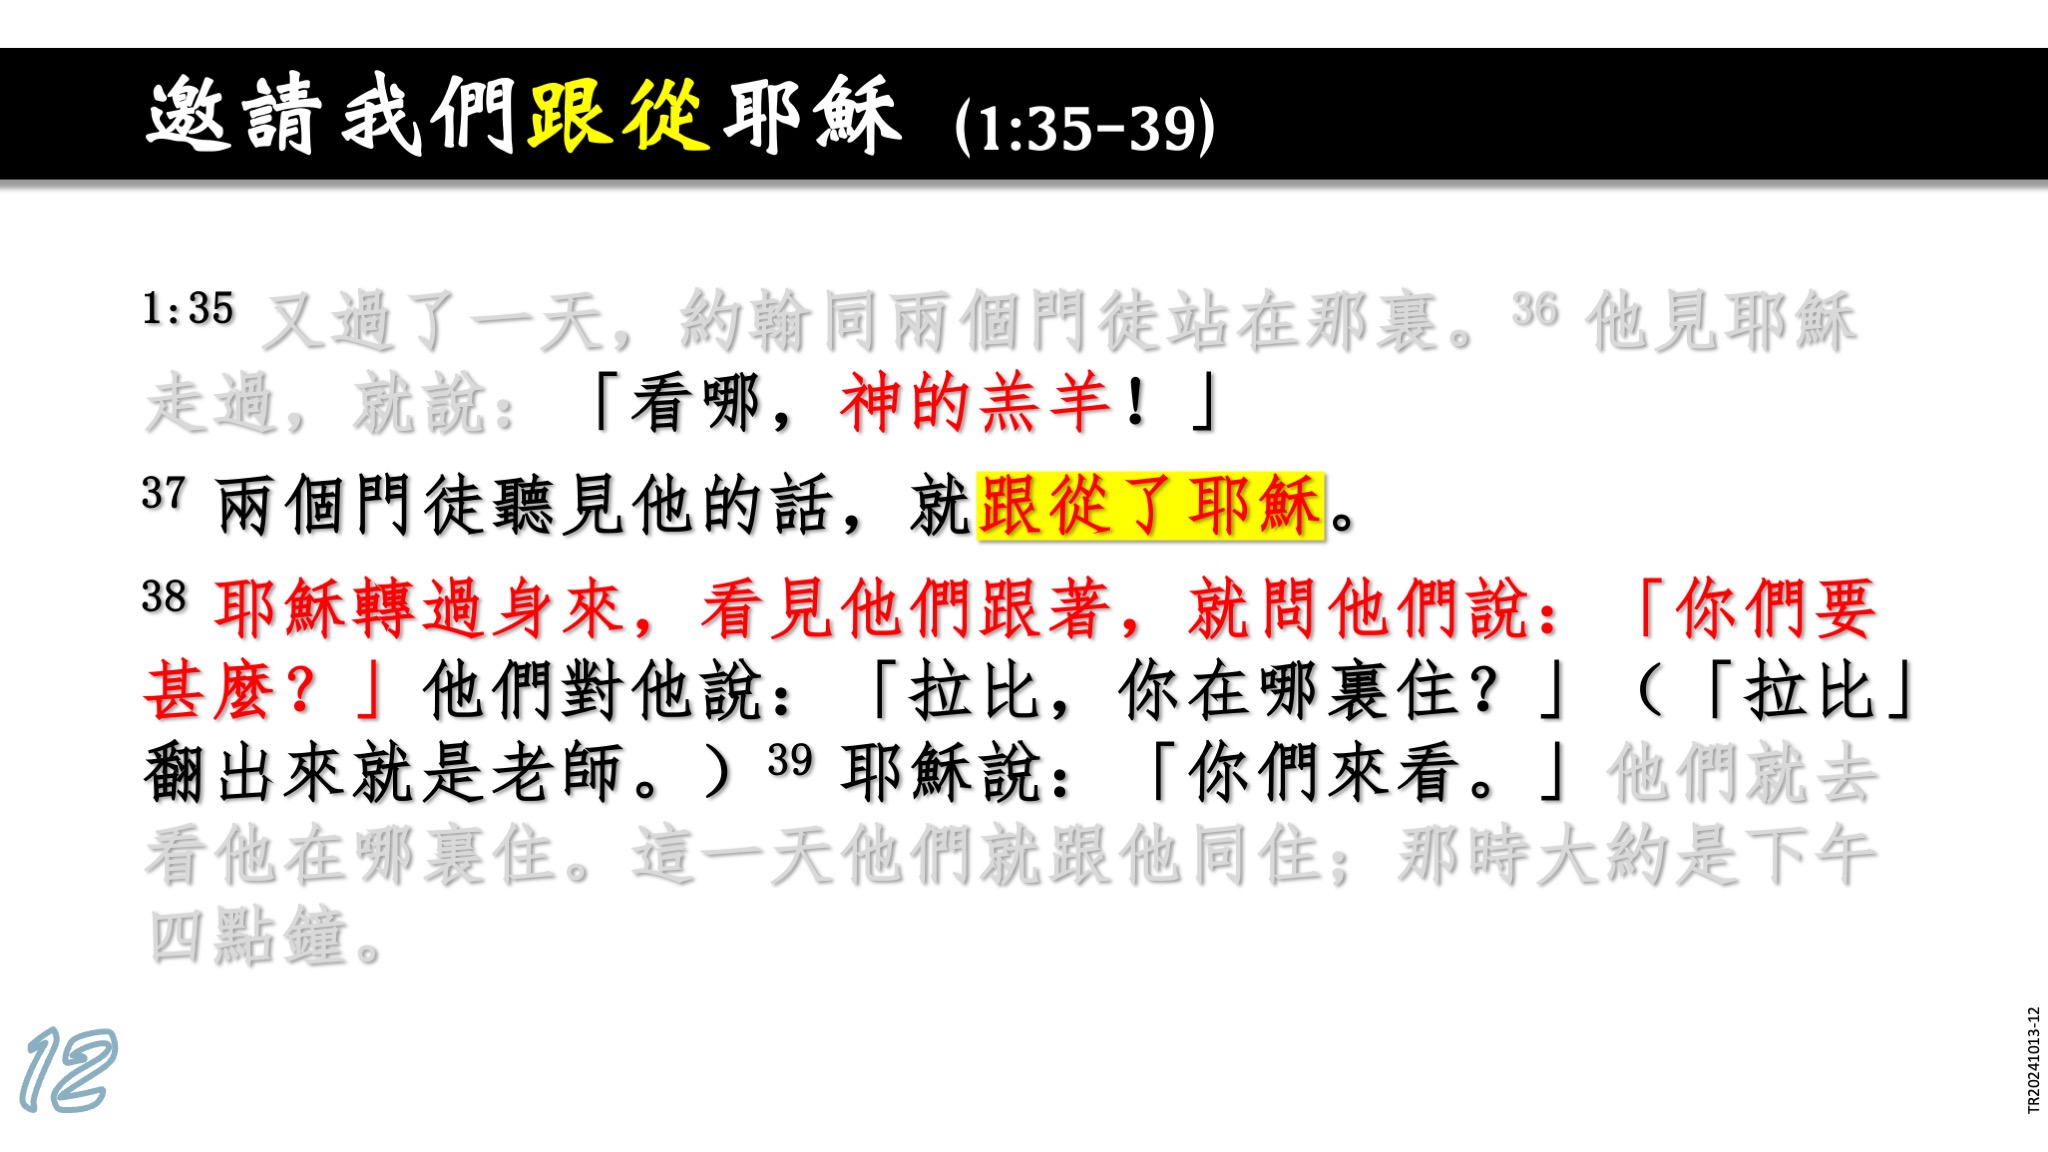 邀請我們跟從耶穌 (1:35-39)
1:35 又過了一天，約翰同兩個門徒站在那裏。36 他見耶穌
走過，就說：「看哪，神的羔羊！」
37 兩個門徒聽見他的話，就跟從了耶穌。
38 耶穌轉過身來，看見他們跟著，就問他們說：「你們要
甚麼？」他們對他說：「拉比，你在哪裏住？」（「拉比」
翻出來就是老師。）39 耶穌說：「你們來看。」他們就去
看他在哪裏住。這一天他們就跟他同住；那時大約是下午
四點鐘。
12
TR20241013-12